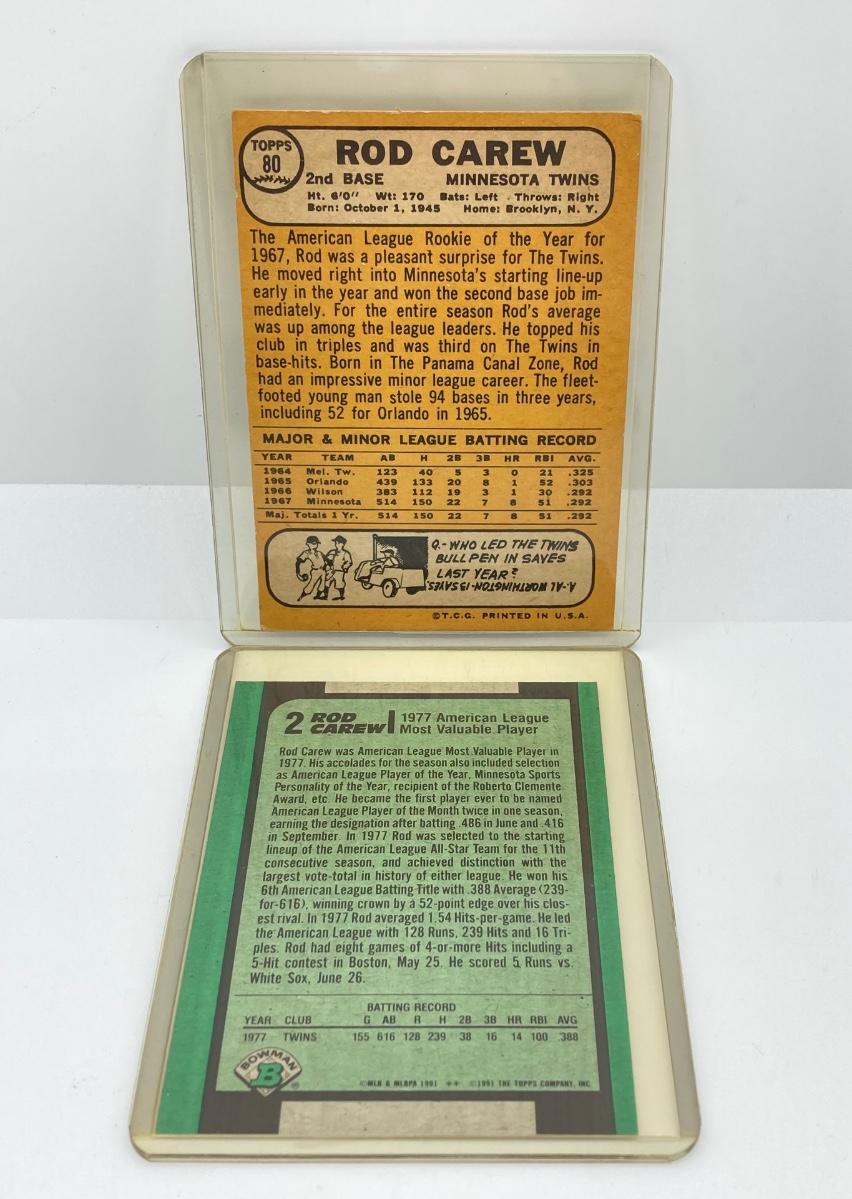 TOPPS
80
ROD CAREW
2nd BASE MINNESOTA TWINS
Ht. 6'0" Wt: 170 Bats: Left Throws: Right
Born: October 1, 1945 Home: Brooklyn, N. Y.
The American League Rookie of the Year for
1967, Rod was a pleasant surprise for The Twins.
He moved right into Minnesota's starting line-up
early in the year and won the second base job im-
mediately. For the entire season Rod's average
was up among the league leaders. He topped his
club in triples and was third on The Twins in
base-hits. Born in The Panama Canal Zone, Rod
had an impressive minor league career. The fleet-
footed young man stole 94 bases in three years,
including 52 for Orlando in 1965.
MAJOR & MINOR LEAGUE BATTING RECORD
YEAR TEAM AB H 2B 3B HR RBI AVG.
1964 Mel. Tw. 123 40 5 3 0 21 .325
1965 Orlando 439 133 20 8 1 52 .303
1966 Wilson 383 112 19 3 1 30 .292
1967 Minnesota 514 150 22 7 8 51 .292
Maj. Totals 1 Yr. 514 150 22 7 8 51 .292
Q.-WHO LED THE TWINS
BULLPEN IN SAVES
LAST YEAR?
A.-AL WORTHINGTON-13 SAVES.
©T.C.G. PRINTED IN U.S.A.
2 ROD CAREW 1977 American League
Most Valuable Player
Rod Carew was American League Most Valuable Player in
1977. His accolades for the season also included selection
as American League Player of the Year, Minnesota Sports
Personality of the Year, recipient of the Roberto Clemente
Award, etc. He became the first player ever to be named
American League Player of the Month twice in one season,
earning the designation after batting .486 in June and .416
in September. In 1977 Rod was selected to the starting
lineup of the American League All-Star Team for the 11th
consecutive season, and achieved distinction with the
largest vote-total in history of either league. He won his
6th American League Batting Title with .388 Average (239-
for-616), winning crown by a 52-point edge over his clos-
est rival. In 1977 Rod averaged 1.54 Hits-per-game. He led
the American League with 128 Runs, 239 Hits and 16 Tri-
ples. Rod had eight games of 4-or-more Hits including a
5-Hit contest in Boston, May 25. He scored 5 Runs vs.
White Sox, June 26.
BATTING RECORD
YEAR CLUB G AB R H 2B 3B HR RBI AVG
1977 TWINS 155 616 128 239 38 16 14 100 .388
BOWMAN
B
®
©MLB & MLBPA 1991 ** ©1991 THE TOPPS COMPANY, INC.